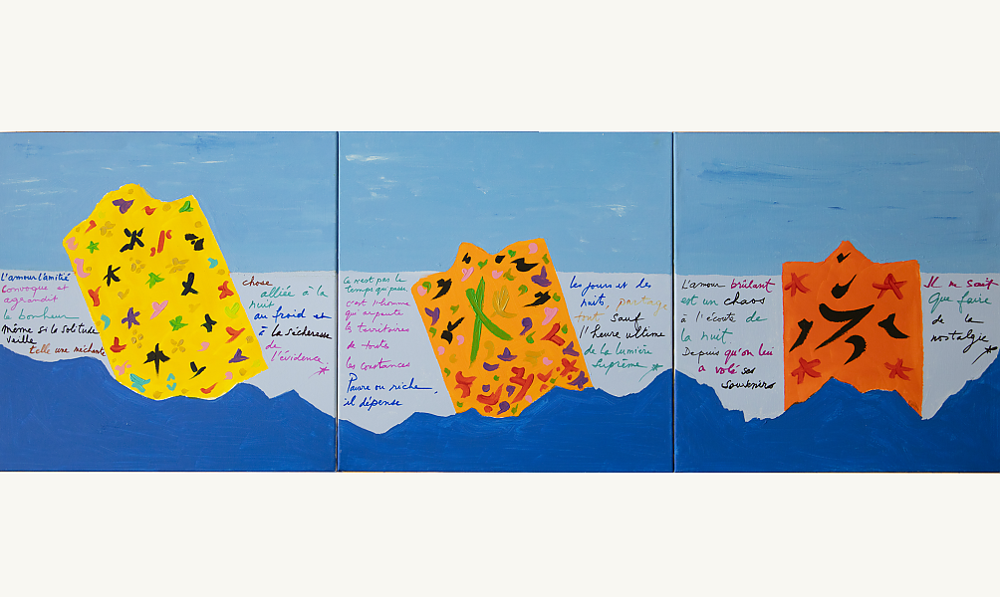 L'amour l'amitié
Convoque et
agrandit
le bonheur
Même si la solitude
veille
telle une méchante
chose
alliée à la
nuit
au froid et
à la sécheresse
de
l'évidence.
Ce n'est pas le
temps qui passe
c'est l'homme
qui arpente
les territoires
de toutes
les constances
Pauvre ou riche
il dépense
les jours et les
nuits, partage
tout sauf
l'heure ultime
de la lumière
Suprême
L'amour brûlant
est un chaos
à l'écoute de
la nuit.
Depuis qu'on lui
a volé ses
souvenirs
Il ne sait
que faire
de la
nostalgie